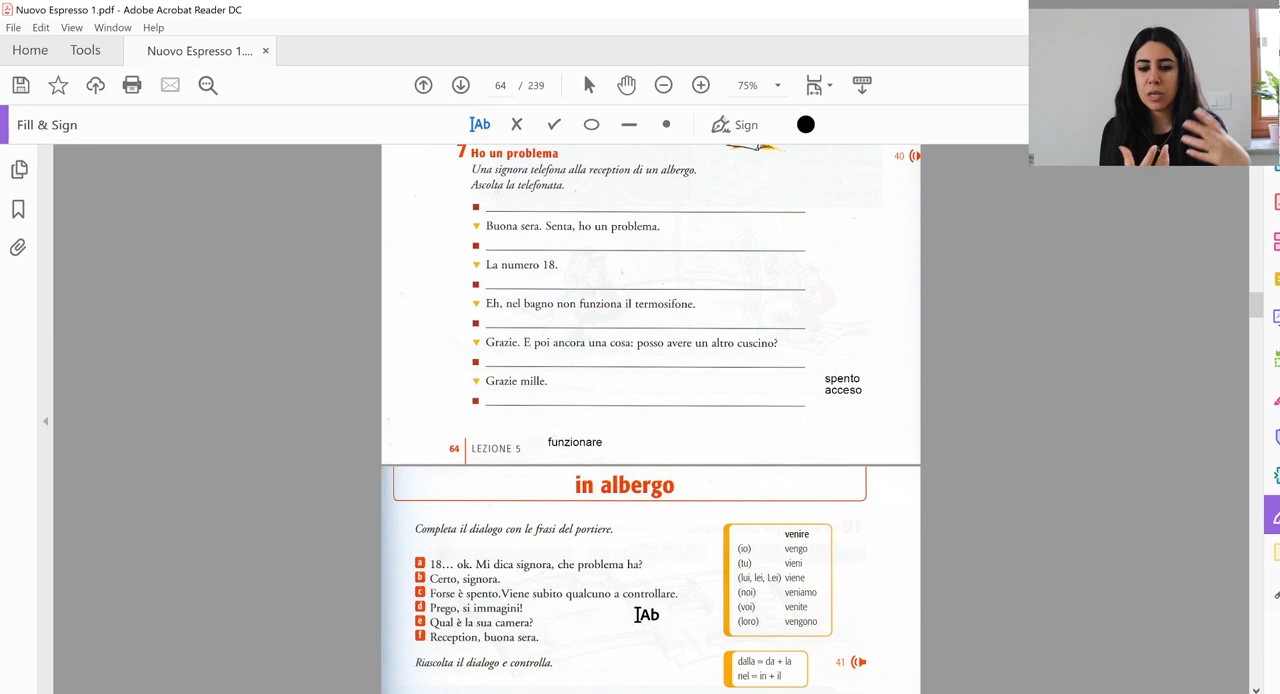 Nuovo Espresso 1.pdf - Adobe Acrobat Reader DC
File Edit View Window Help
Home Tools Nuovo Espresso 1.... ×
64 / 239 75%
Fill & Sign
IAb Sign
7 Ho un problema
40
Una signora telefona alla reception di un albergo.
Ascolta la telefonata.
Buona sera. Senta, ho un problema.
La numero 18.
Eh, nel bagno non funziona il termosifone.
Grazie. E poi ancora una cosa: posso avere un altro cuscino?
Grazie mille.
spento
acceso
64 LEZIONE 5
funzionare
in albergo
Completa il dialogo con le frasi del portiere.
a 18… ok. Mi dica signora, che problema ha?
b Certo, signora.
c Forse è spento.Viene subito qualcuno a controllare.
d Prego, si immagini!
e Qual è la sua camera?
f Reception, buona sera.
IAb
Riascolta il dialogo e controlla.
venire
(io) vengo
(tu) vieni
(lui, lei, Lei) viene
(noi) veniamo
(voi) venite
(loro) vengono
dalla = da + la
nel = in + il
41